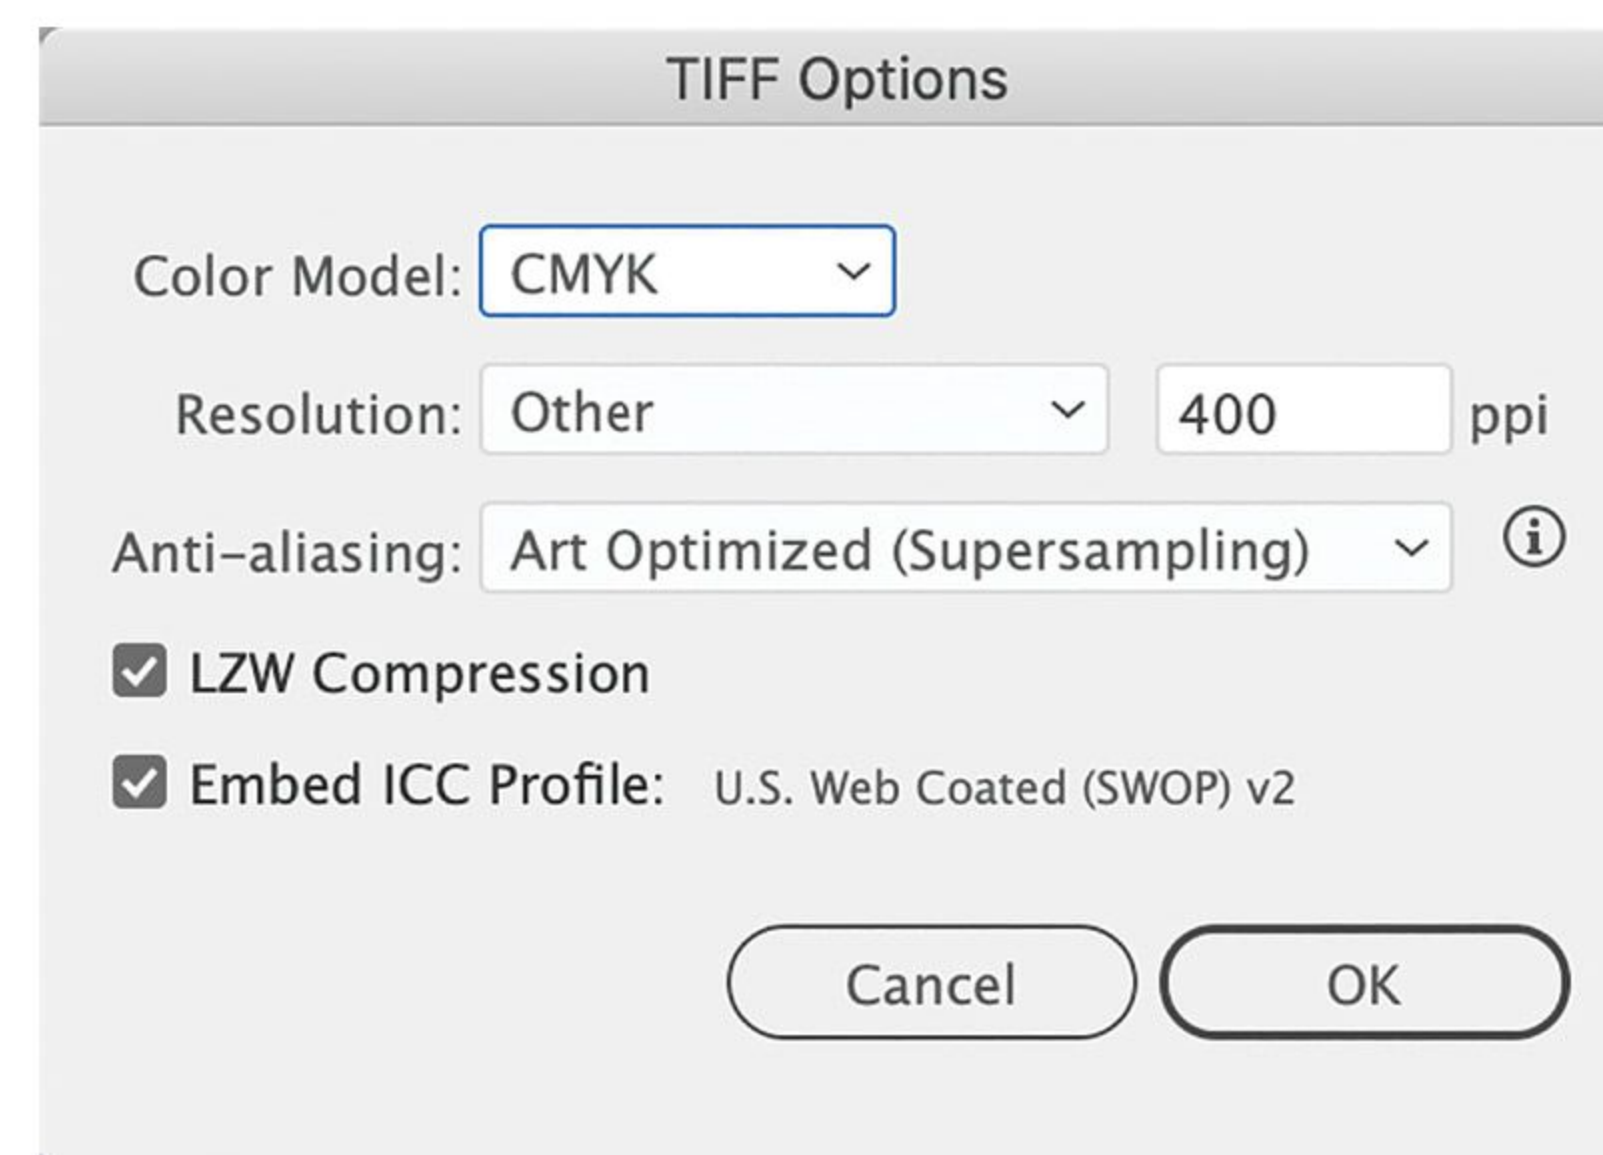 TIFF Options
Color Model: CMYK
Resolution: Other 400 ppi
Anti-aliasing: Art Optimized (Supersampling)
LZW Compression
Embed ICC Profile: U.S. Web Coated (SWOP) v2
Cancel OK